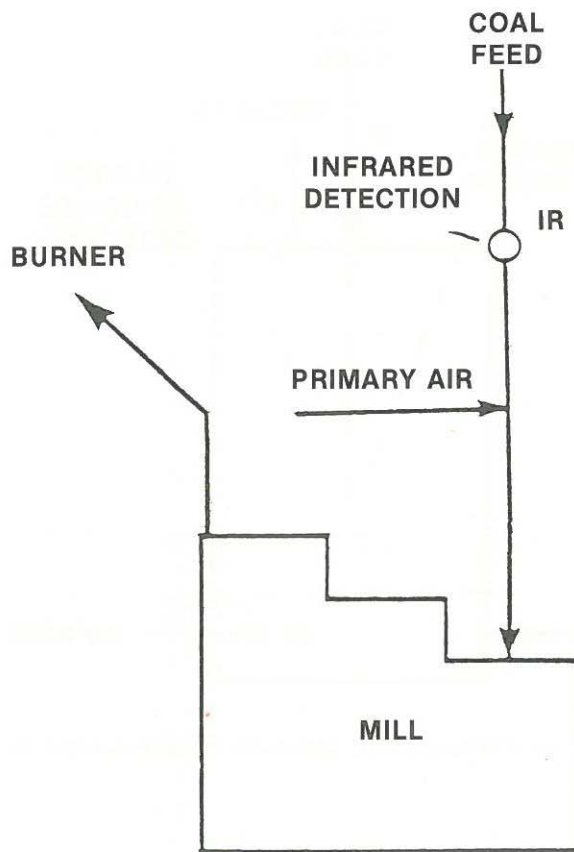 COAL
FEED
INFRARED
DETECTION
IR
BURNER
PRIMARY AIR
MILL